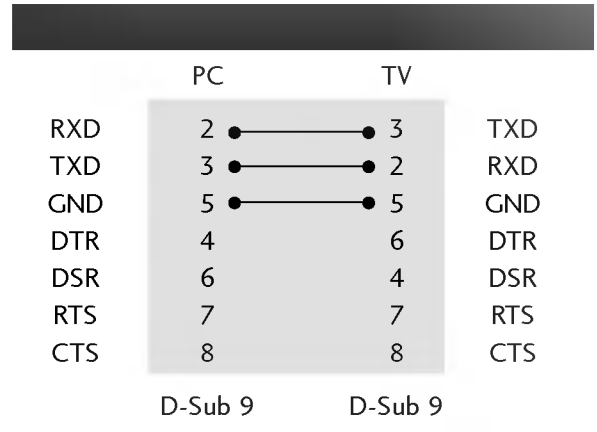 PC TV
RXD 2 3 TXD
TXD 3 2 RXD
GND 5 5 GND
DTR 4 6 DTR
DSR 6 4 DSR
RTS 7 7 RTS
CTS 8 8 CTS
D-Sub 9 D-Sub 9